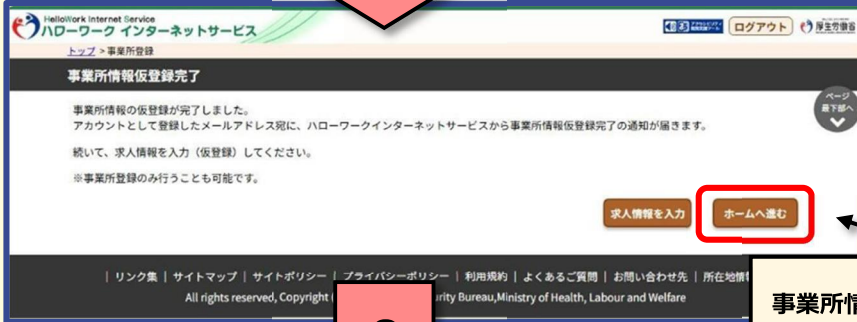 HelloWork Internet Service
ハローワーク インターネットサービス
ログアウト
厚生労働省
トップ > 事業所登録
事業所情報仮登録完了
ページ
最下部へ
事業所情報の仮登録が完了しました。
アカウントとして登録したメールアドレス宛に、ハローワークインターネットサービスから事業所情報仮登録完了の通知が届きます。
続いて、求人情報を入力（仮登録）してください。
※事業所登録のみ行うことも可能です。
求人情報を入力
ホームへ進む
| リンク集 | サイトマップ | サイトポリシー | プライバシーポリシー | 利用規約 | よくあるご質問 | お問い合わせ先 | 所在地情
All rights reserved, Copyright (
urity Bureau,Ministry of Health, Labour and Welfare
事業所情